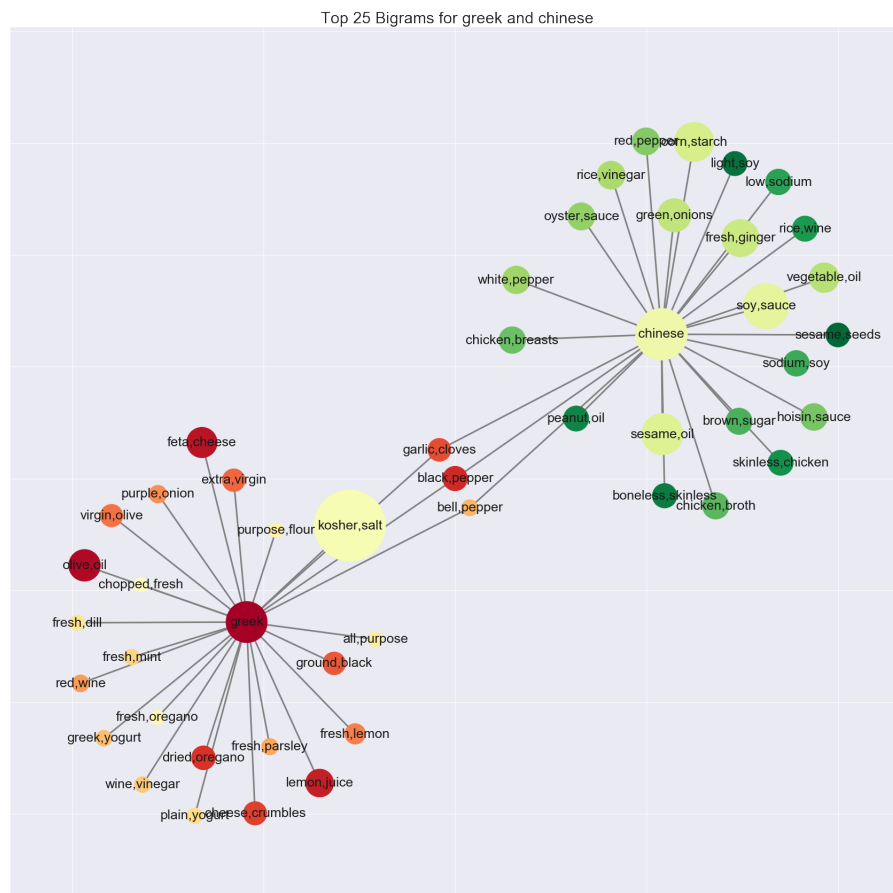 Top 25 Bigrams for greek and chinese
red,pepper
corn,starch
light,soy
rice,vinegar
low,sodium
oyster,sauce
green,onions
rice,wine
fresh,ginger
white,pepper
vegetable,oil
soy,sauce
chinese
sesame,seeds
chicken,breasts
sodium,soy
peanut,oil
brown,sugar
hoisin,sauce
sesame,oil
feta,cheese
garlic,cloves
skinless,chicken
extra,virgin
black,pepper
purple,onion
boneless,skinless
chicken,broth
bell,pepper
virgin,olive
purpose,flour
kosher,salt
olive,oil
chopped,fresh
fresh,dill
greek
all,purpose
fresh,mint
ground,black
red,wine
fresh,oregano
greek,yogurt
fresh,lemon
fresh,parsley
dried,oregano
wine,vinegar
lemon,juice
plain,yogurt
cheese,crumbles